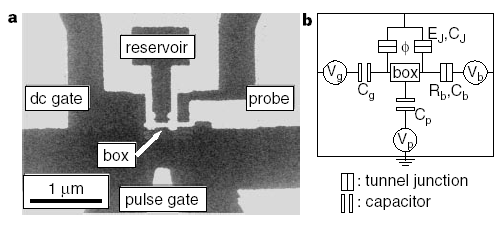 a
reservoir
dc gate
probe
box
1 μm
pulse gate
b
E_J,C_J
ϕ
V_g
box
V_b
C_g
R_b,C_b
C_p
V_p
: tunnel junction
: capacitor